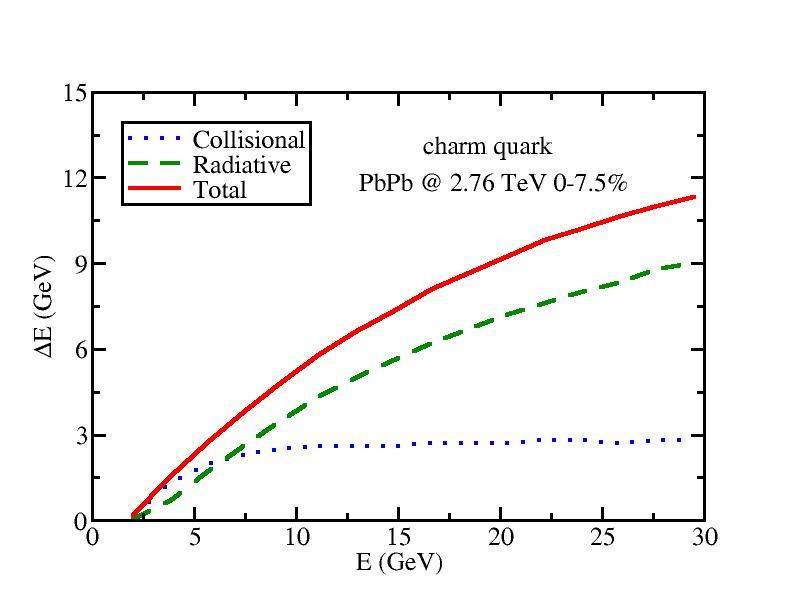 15
12
9
6
3
0
ΔE (GeV)
Collisional
Radiative
Total
charm quark
PbPb @ 2.76 TeV 0-7.5%
0 5 10 15 20 25 30
E (GeV)